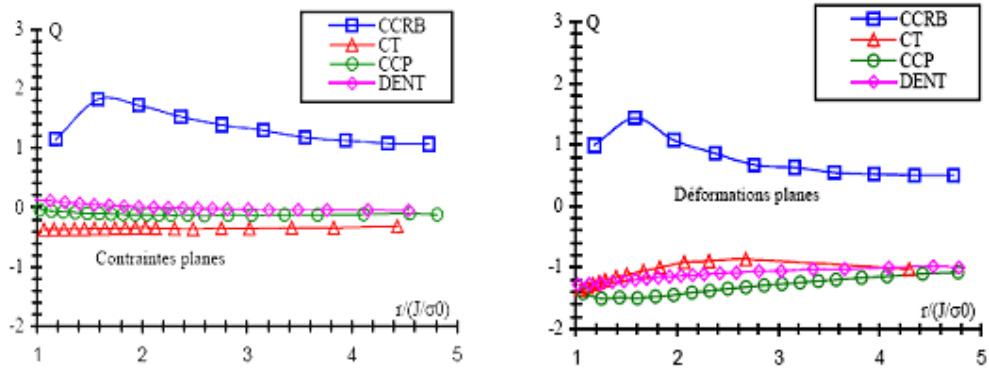 3
Q
CCRB
CT
CCP
DENT
2
1
0
Contraintes planes
-1
r/(J/σ0)
-2
1
2
3
4
5
3
Q
CCRB
CT
CCP
DENT
2
1
Déformations planes
0
-1
r/(J/σ0)
-2
1
2
3
4
5